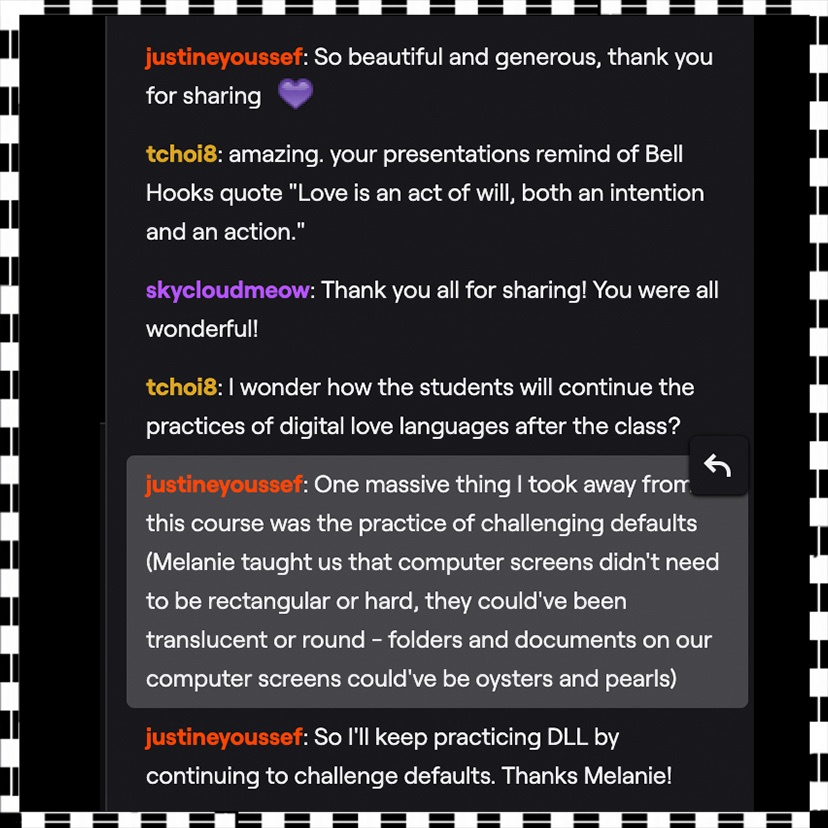 justineyoussef: So beautiful and generous, thank you
for sharing 💜
tchoi8: amazing. your presentations remind of Bell
Hooks quote "Love is an act of will, both an intention
and an action."
skycloudmeow: Thank you all for sharing! You were all
wonderful!
tchoi8: I wonder how the students will continue the
practices of digital love languages after the class?
justineyoussef: One massive thing I took away from
this course was the practice of challenging defaults
(Melanie taught us that computer screens didn't need
to be rectangular or hard, they could've been
translucent or round - folders and documents on our
computer screens could've be oysters and pearls)
justineyoussef: So I'll keep practicing DLL by
continuing to challenge defaults. Thanks Melanie!